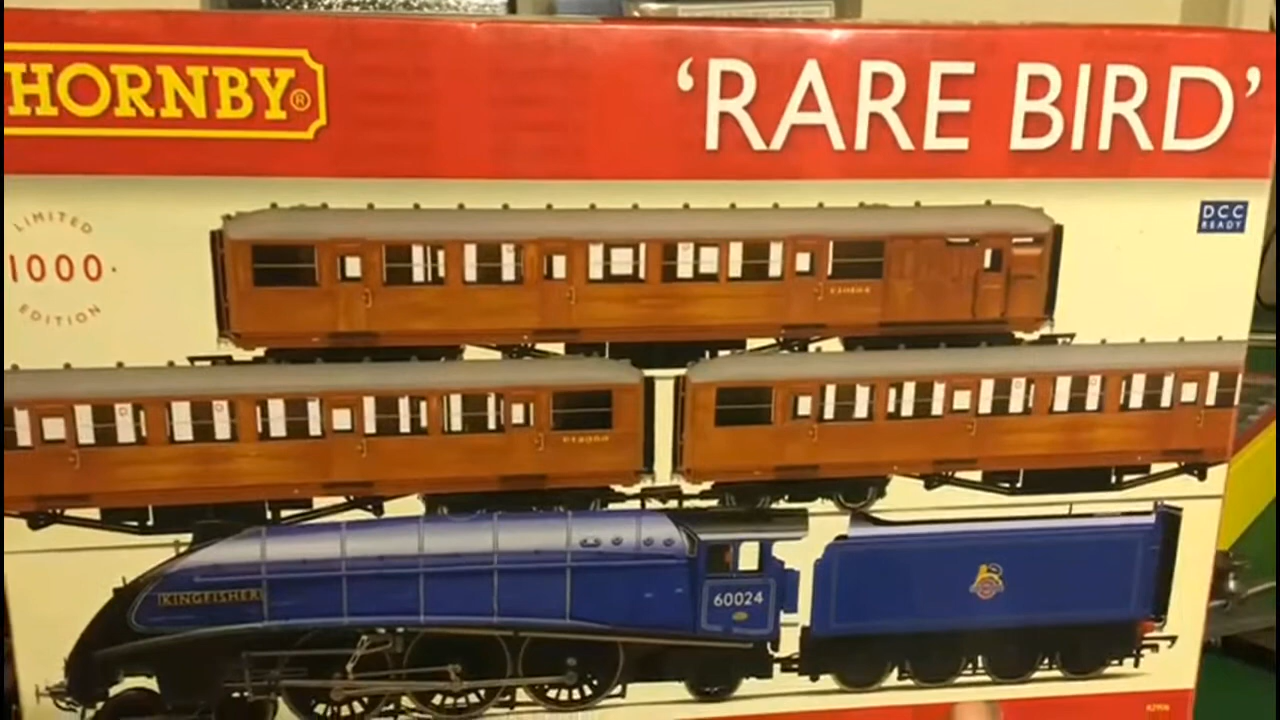 HORNBY®
'RARE BIRD'
LIMITED
1000
EDITION
DCC
READY
KINGFISHER
60024